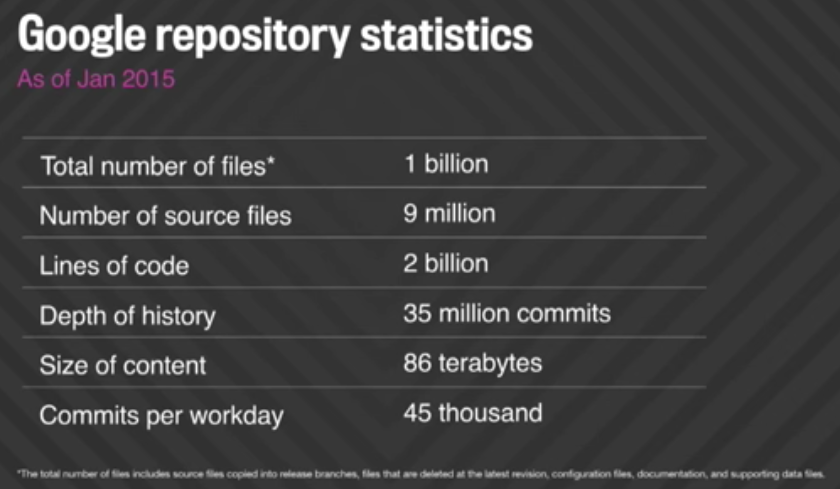 Google repository statistics
As of Jan 2015
Total number of files* 1 billion
Number of source files 9 million
Lines of code 2 billion
Depth of history 35 million commits
Size of content 86 terabytes
Commits per workday 45 thousand
*The total number of files includes source files copied into release branches, files that are deleted at the latest revision, configuration files, documentation, and supporting data files.